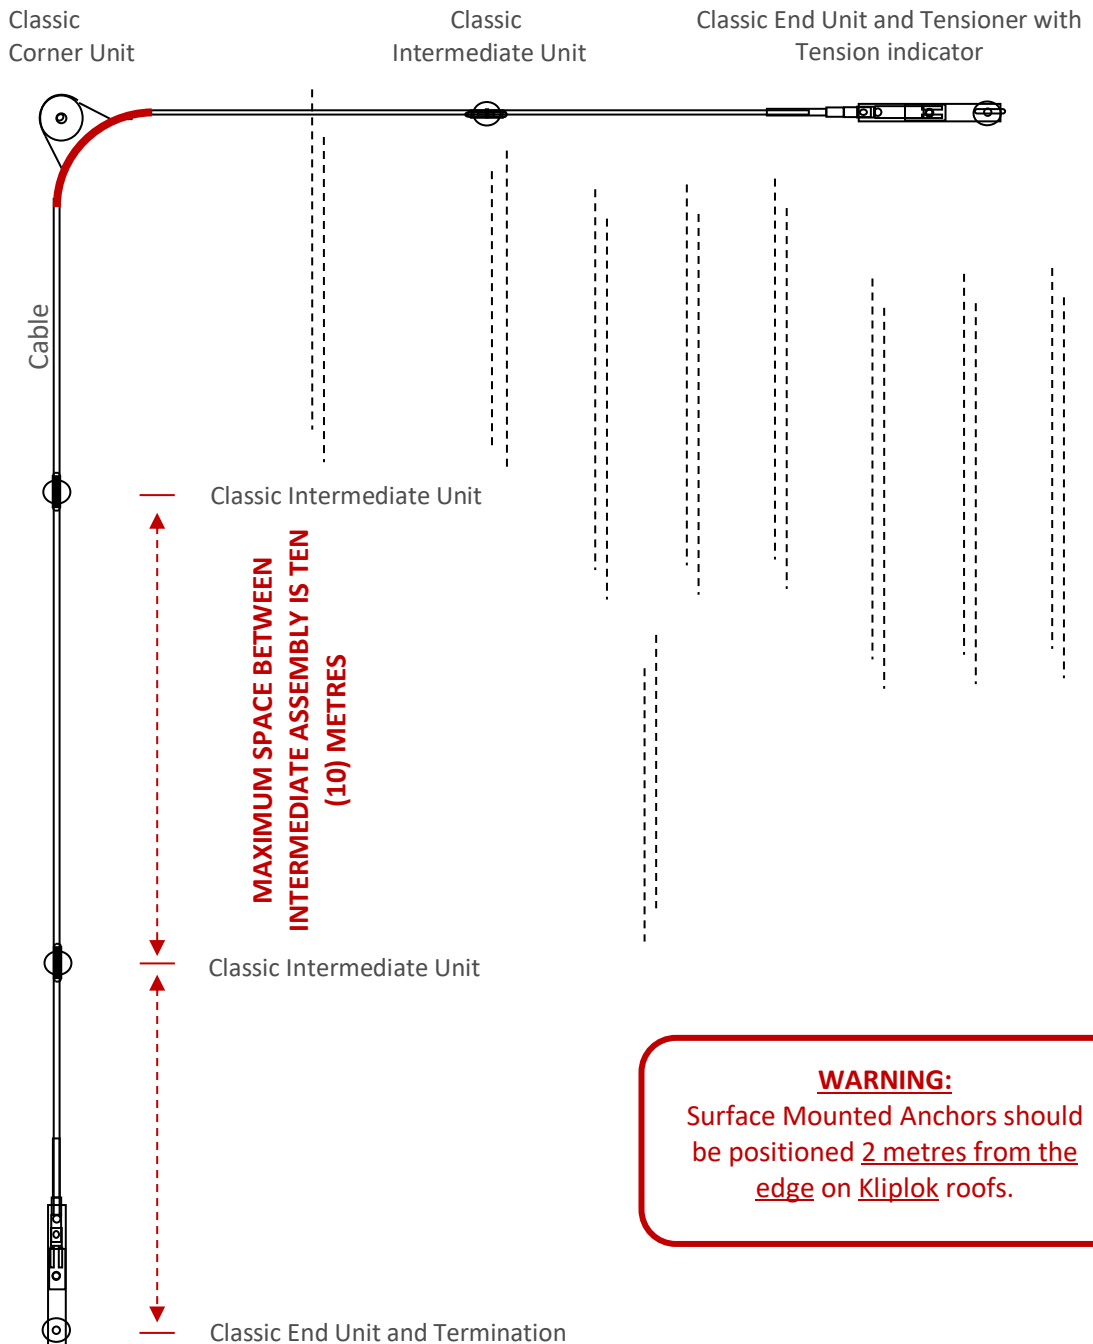 Classic
Corner Unit
Classic
Intermediate Unit
Classic End Unit and Tensioner with
Tension indicator
Cable
Classic Intermediate Unit
MAXIMUM SPACE BETWEEN
INTERMEDIATE ASSEMBLY IS TEN
(10) METRES
Classic Intermediate Unit
WARNING:
Surface Mounted Anchors should
be positioned 2 metres from the
edge on Kliplok roofs.
Classic End Unit and Termination